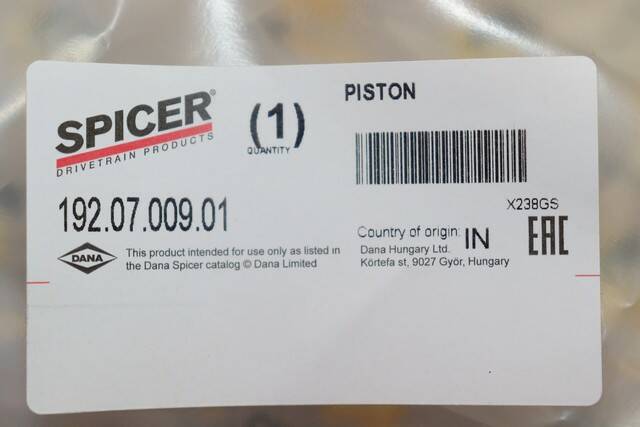 SPICER®
DRIVETRAIN PRODUCTS
(1)
QUANTITY
PISTON
X238GS
192.07.009.01
Country of origin: IN
EAC
DANA
This product intended for use only as listed in
the Dana Spicer catalog © Dana Limited
Dana Hungary Ltd.
Körtefa st, 9027 Györ, Hungary